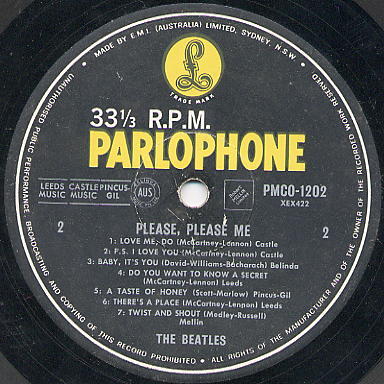 MADE BY E.M.I. (AUSTRALIA) LIMITED, SYDNEY, N.S.W.
ALL RIGHTS OF THE MANUFACTURER AND OF THE OWNER OF THE RECORDED WORK RESERVED
UNAUTHORISED PUBLIC PERFORMANCE, BROADCASTING AND COPYING OF THIS RECORD PROHIBITED
£
TRADE MARK
33⅓ R.P.M.
PARLOPHONE
LEEDS CASTLE PINCUS-
MUSIC MUSIC GIL
AUS
PMCO-1202
XEX422
2
2
PLEASE, PLEASE ME
1: LOVE ME, DO (McCartney-Lennon) Castle
2: P.S. I LOVE YOU (McCartney-Lennon) Castle
3: BABY, IT'S YOU (David-Williams-Bacharach) Belinda
4: DO YOU WANT TO KNOW A SECRET
(McCartney-Lennon) Leeds
5: A TASTE OF HONEY (Scott-Marlow) Pincus-Gil
6: THERE'S A PLACE (McCartney-Lennon) Leeds
7: TWIST AND SHOUT (Medley-Russell)
Mellin
THE BEATLES